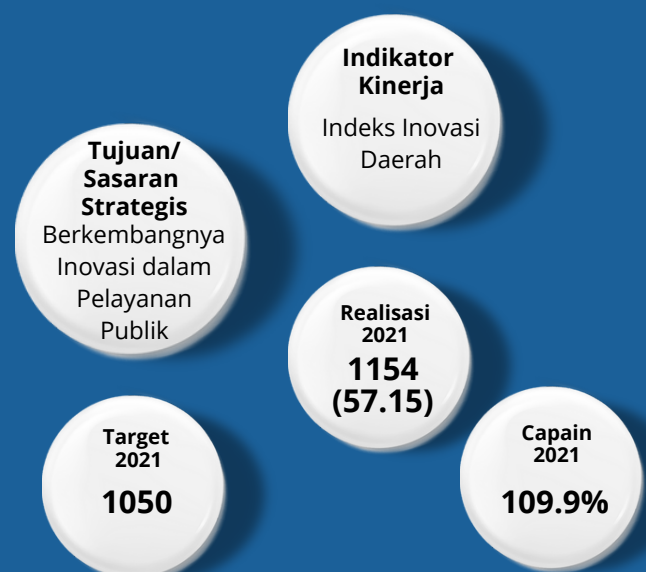 Indikator
Kinerja
Indeks Inovasi
Daerah
Tujuan/
Sasaran
Strategis
Berkembangnya
Inovasi dalam
Pelayanan
Publik
Realisasi
2021
1154
(57.15)
Target
2021
1050
Capain
2021
109.9%